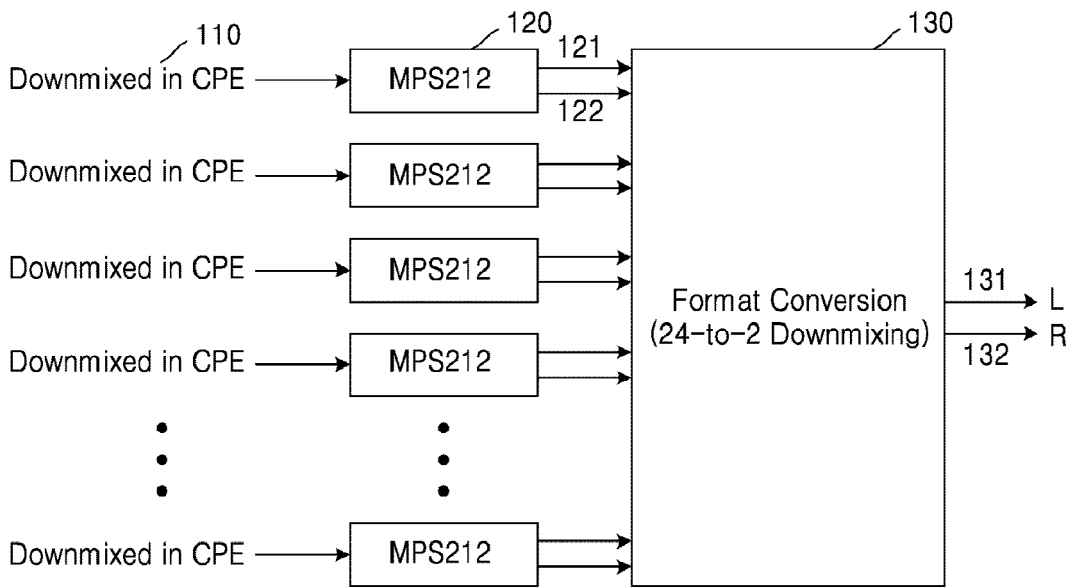 110
120
121
122
130
Downmixed in CPE
MPS212
Downmixed in CPE
MPS212
Downmixed in CPE
MPS212
Downmixed in CPE
MPS212
Downmixed in CPE
MPS212
Format Conversion
(24-to-2 Downmixing)
131
L
R
132